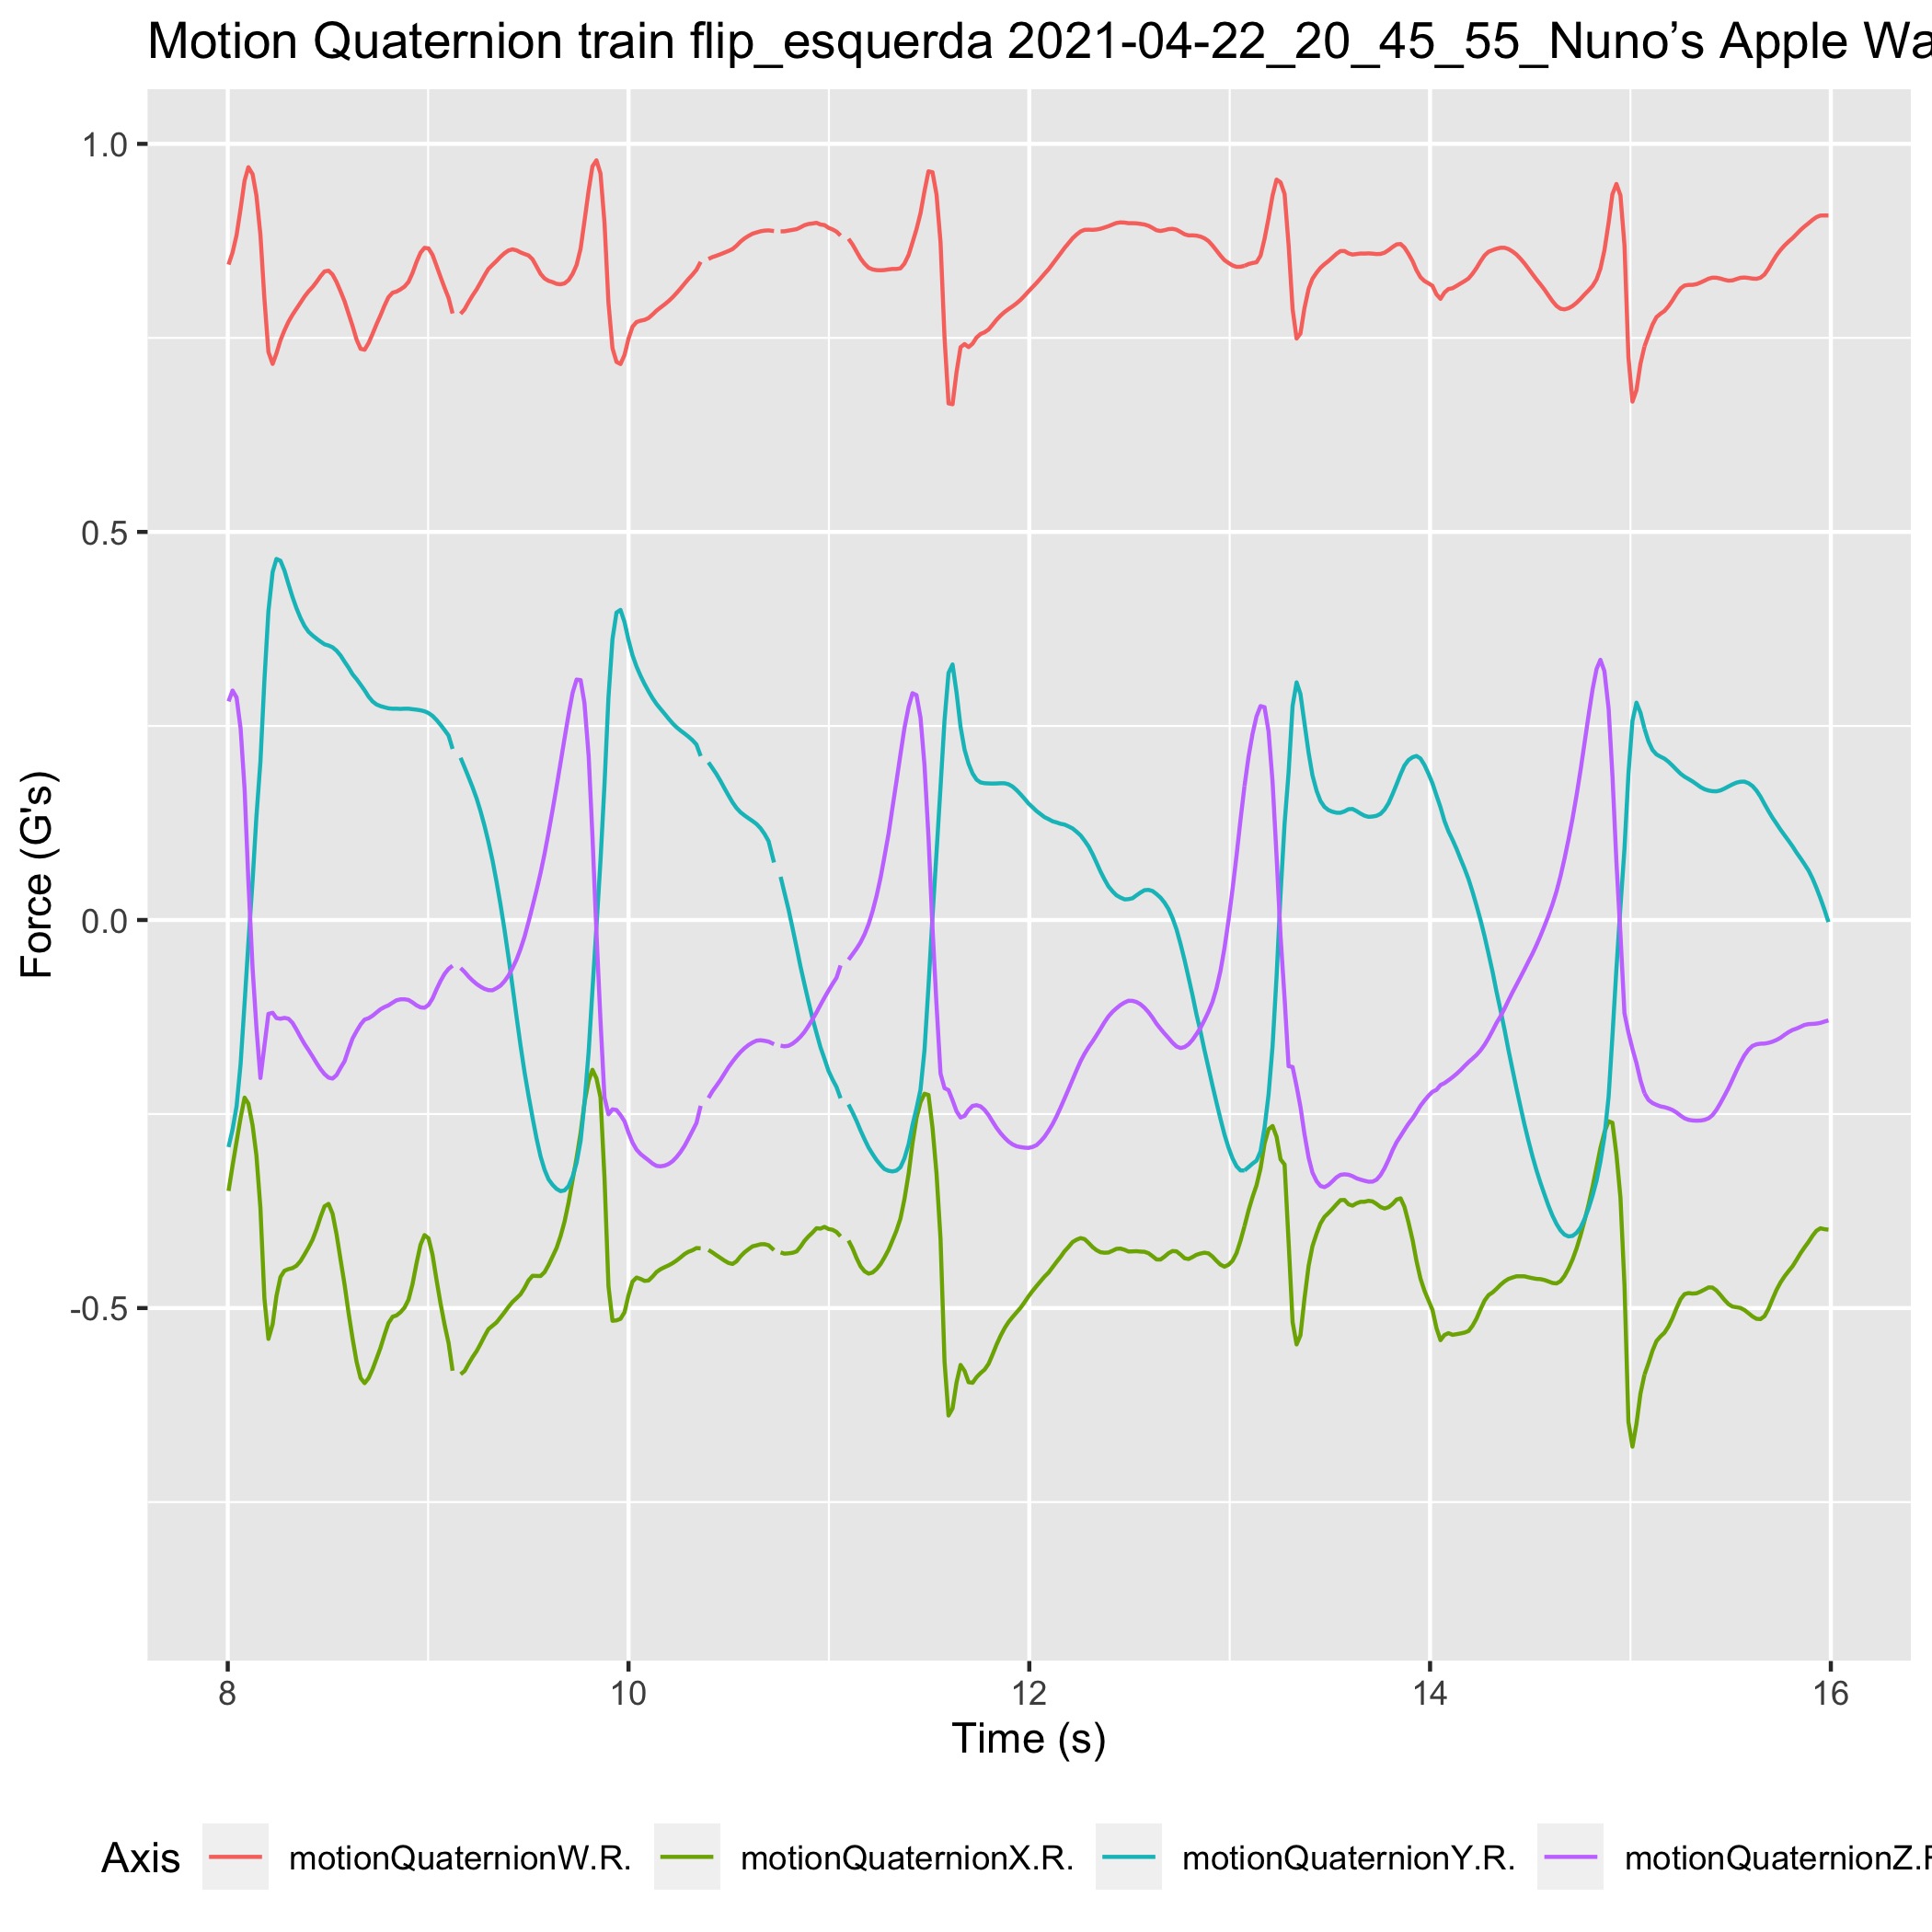 Motion Quaternion train flip_esquerda 2021-04-22_20_45_55_Nuno’s Apple Wa
1.0
0.5
0.0
-0.5
Force (G's)
8 10 12 14 16
Time (s)
Axis motionQuaternionW.R. motionQuaternionX.R. motionQuaternionY.R. motionQuaternionZ.R